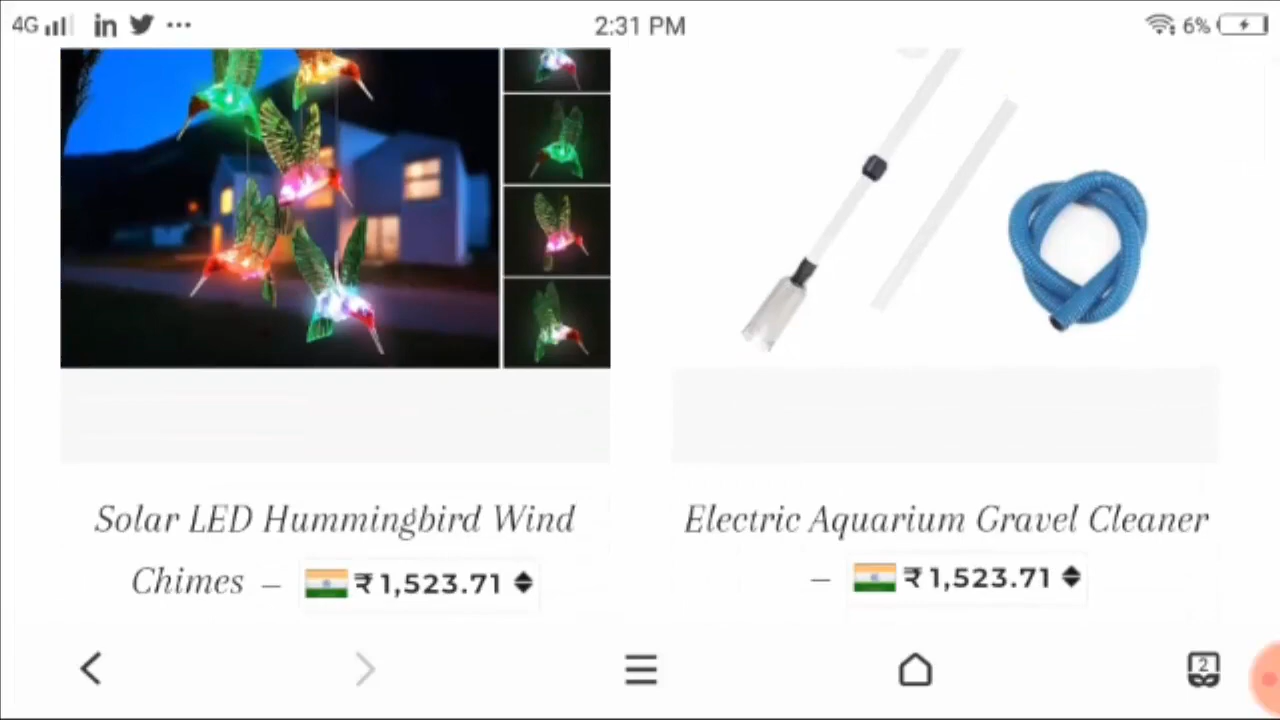 4G in 2:31 PM 6%
Solar LED Hummingbird Wind
Chimes – ₹1,523.71
Electric Aquarium Gravel Cleaner
– ₹1,523.71
2